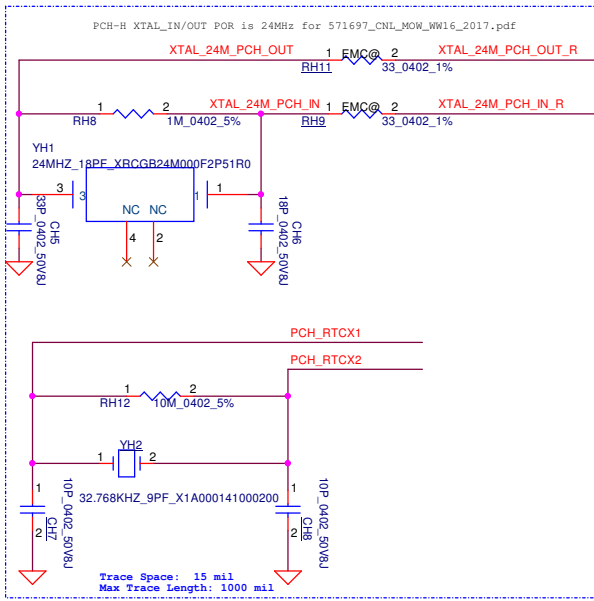 PCH-H XTAL_IN/OUT POR is 24MHz for 571697_CNL_MOW_WW16_2017.pdf
XTAL_24M_PCH_OUT
1 EMC@ 2
XTAL_24M_PCH_OUT_R
RH11
33_0402_1%
1 2
XTAL_24M_PCH_IN
1 EMC@ 2
XTAL_24M_PCH_IN_R
RH8
1M_0402_5%
RH9
33_0402_1%
YH1
24MHZ_18PF_XRCGB24M000F2P51R0
3
3
1
1
NC NC
4 2
33P_0402_50V8J
CH5
18P_0402_50V8J
CH6
PCH_RTCX1
PCH_RTCX2
1 2
RH12
10M_0402_5%
1 YH2 2
32.768KHZ_9PF_X1A000141000200
1
2
CH7
10P_0402_50V8J
1
2
CH8
10P_0402_50V8J
Trace Space: 15 mil
Max Trace Length: 1000 mil